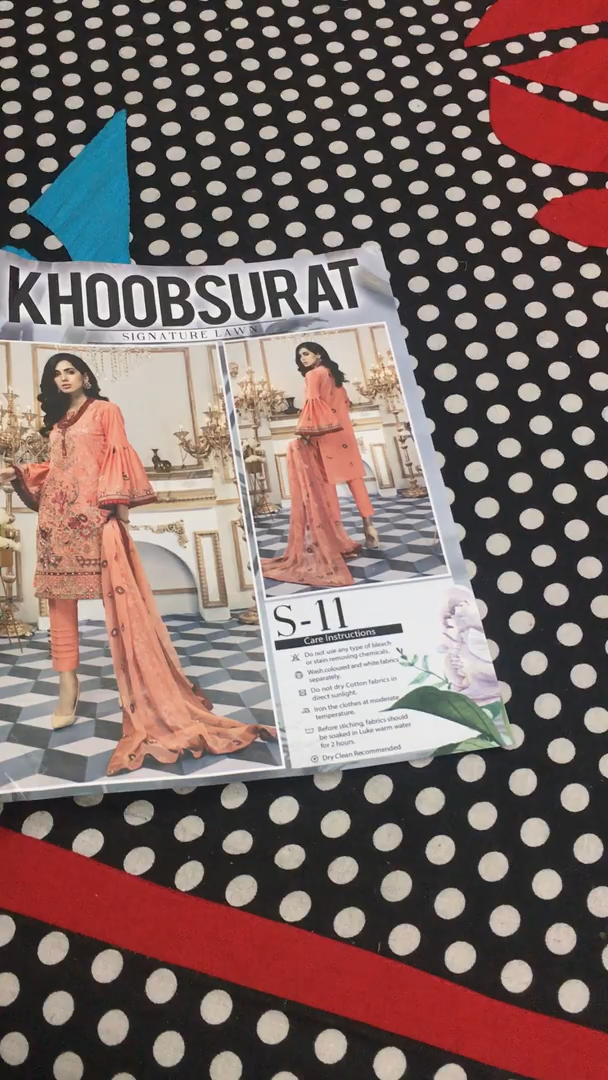 KHOOBSURAT
SIGNATURE LAWN
S-11
Care Instructions
Do not use any type of bleach
or stain removing chemicals.
Wash coloured and white fabrics
separately.
Do not dry Cotton fabrics in
direct sunlight.
Iron the clothes at moderate
temperature.
Before stiching, fabrics should
be soaked in Luke warm water
for 2 hours.
Dry Clean Recommended